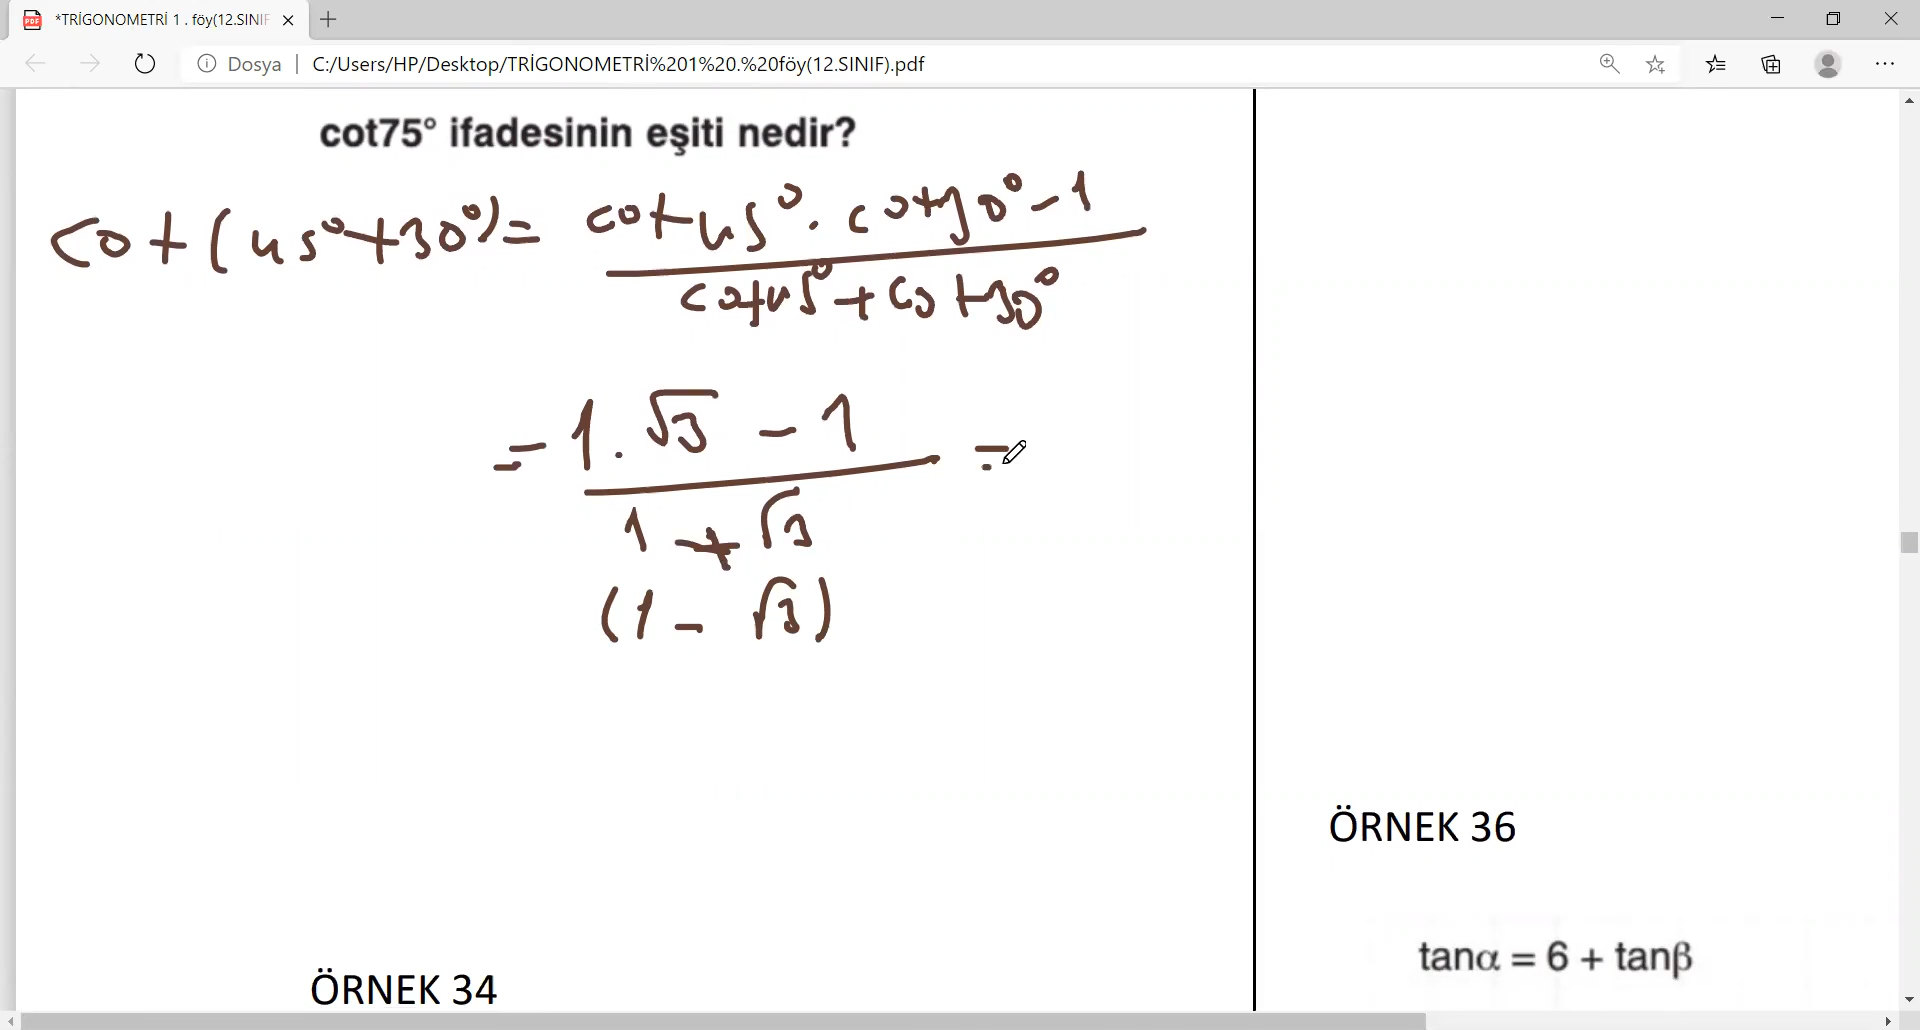 *TRİGONOMETRİ 1 . föy(12.SINIF
Dosya | C:/Users/HP/Desktop/TRİGONOMETRİ%201%20.%20föy(12.SINIF).pdf
cot75° ifadesinin eşiti nedir?
cot(45°+30°)= cot45°.cot30°-1
cot45°+cot30°
= 1.√3 - 1 =
1 + √3
(1 - √3)
ÖRNEK 36
tanα = 6 + tanβ
ÖRNEK 34